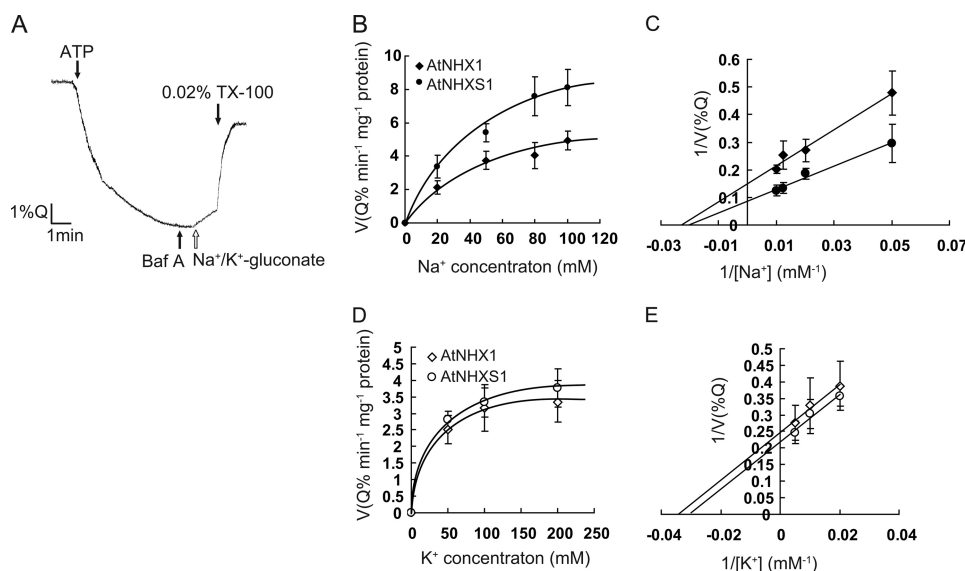 A
ATP
0.02% TX-100
1%Q
1min
Baf A
Na⁺/K⁺-gluconate
B
V(Q% min⁻¹ mg⁻¹ protein)
10
8
6
4
2
0
AtNHX1
AtNHXS1
0 20 40 60 80 100 120
Na⁺ concentraton (mM)
C
1/V(%Q)
0.6
0.5
0.4
0.3
0.2
0.1
0
-0.03 -0.01 0.01 0.03 0.05 0.07
1/[Na⁺] (mM⁻¹)
D
V(Q% min⁻¹ mg⁻¹ protein)
5
4.5
4
3.5
3
2.5
2
1.5
1
0.5
0
AtNHX1
AtNHXS1
0 50 100 150 200 250
K⁺ concentraton (mM)
E
1/V(%Q)
0.5
0.45
0.4
0.35
0.3
0.25
0.2
0.15
0.1
0.05
0
-0.04 -0.02 0 0.02 0.04
1/[K⁺] (mM⁻¹)